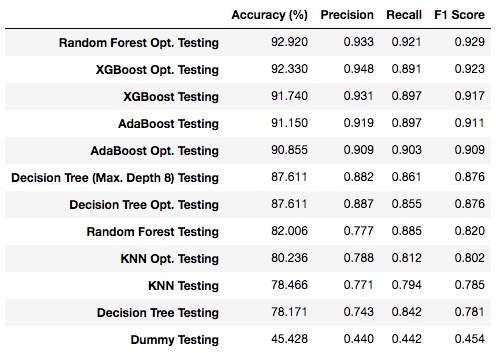 Accuracy (%) Precision Recall F1 Score
Random Forest Opt. Testing 92.920 0.933 0.921 0.929
XGBoost Opt. Testing 92.330 0.948 0.891 0.923
XGBoost Testing 91.740 0.931 0.897 0.917
AdaBoost Testing 91.150 0.919 0.897 0.911
AdaBoost Opt. Testing 90.855 0.909 0.903 0.909
Decision Tree (Max. Depth 8) Testing 87.611 0.882 0.861 0.876
Decision Tree Opt. Testing 87.611 0.887 0.855 0.876
Random Forest Testing 82.006 0.777 0.885 0.820
KNN Opt. Testing 80.236 0.788 0.812 0.802
KNN Testing 78.466 0.771 0.794 0.785
Decision Tree Testing 78.171 0.743 0.842 0.781
Dummy Testing 45.428 0.440 0.442 0.454